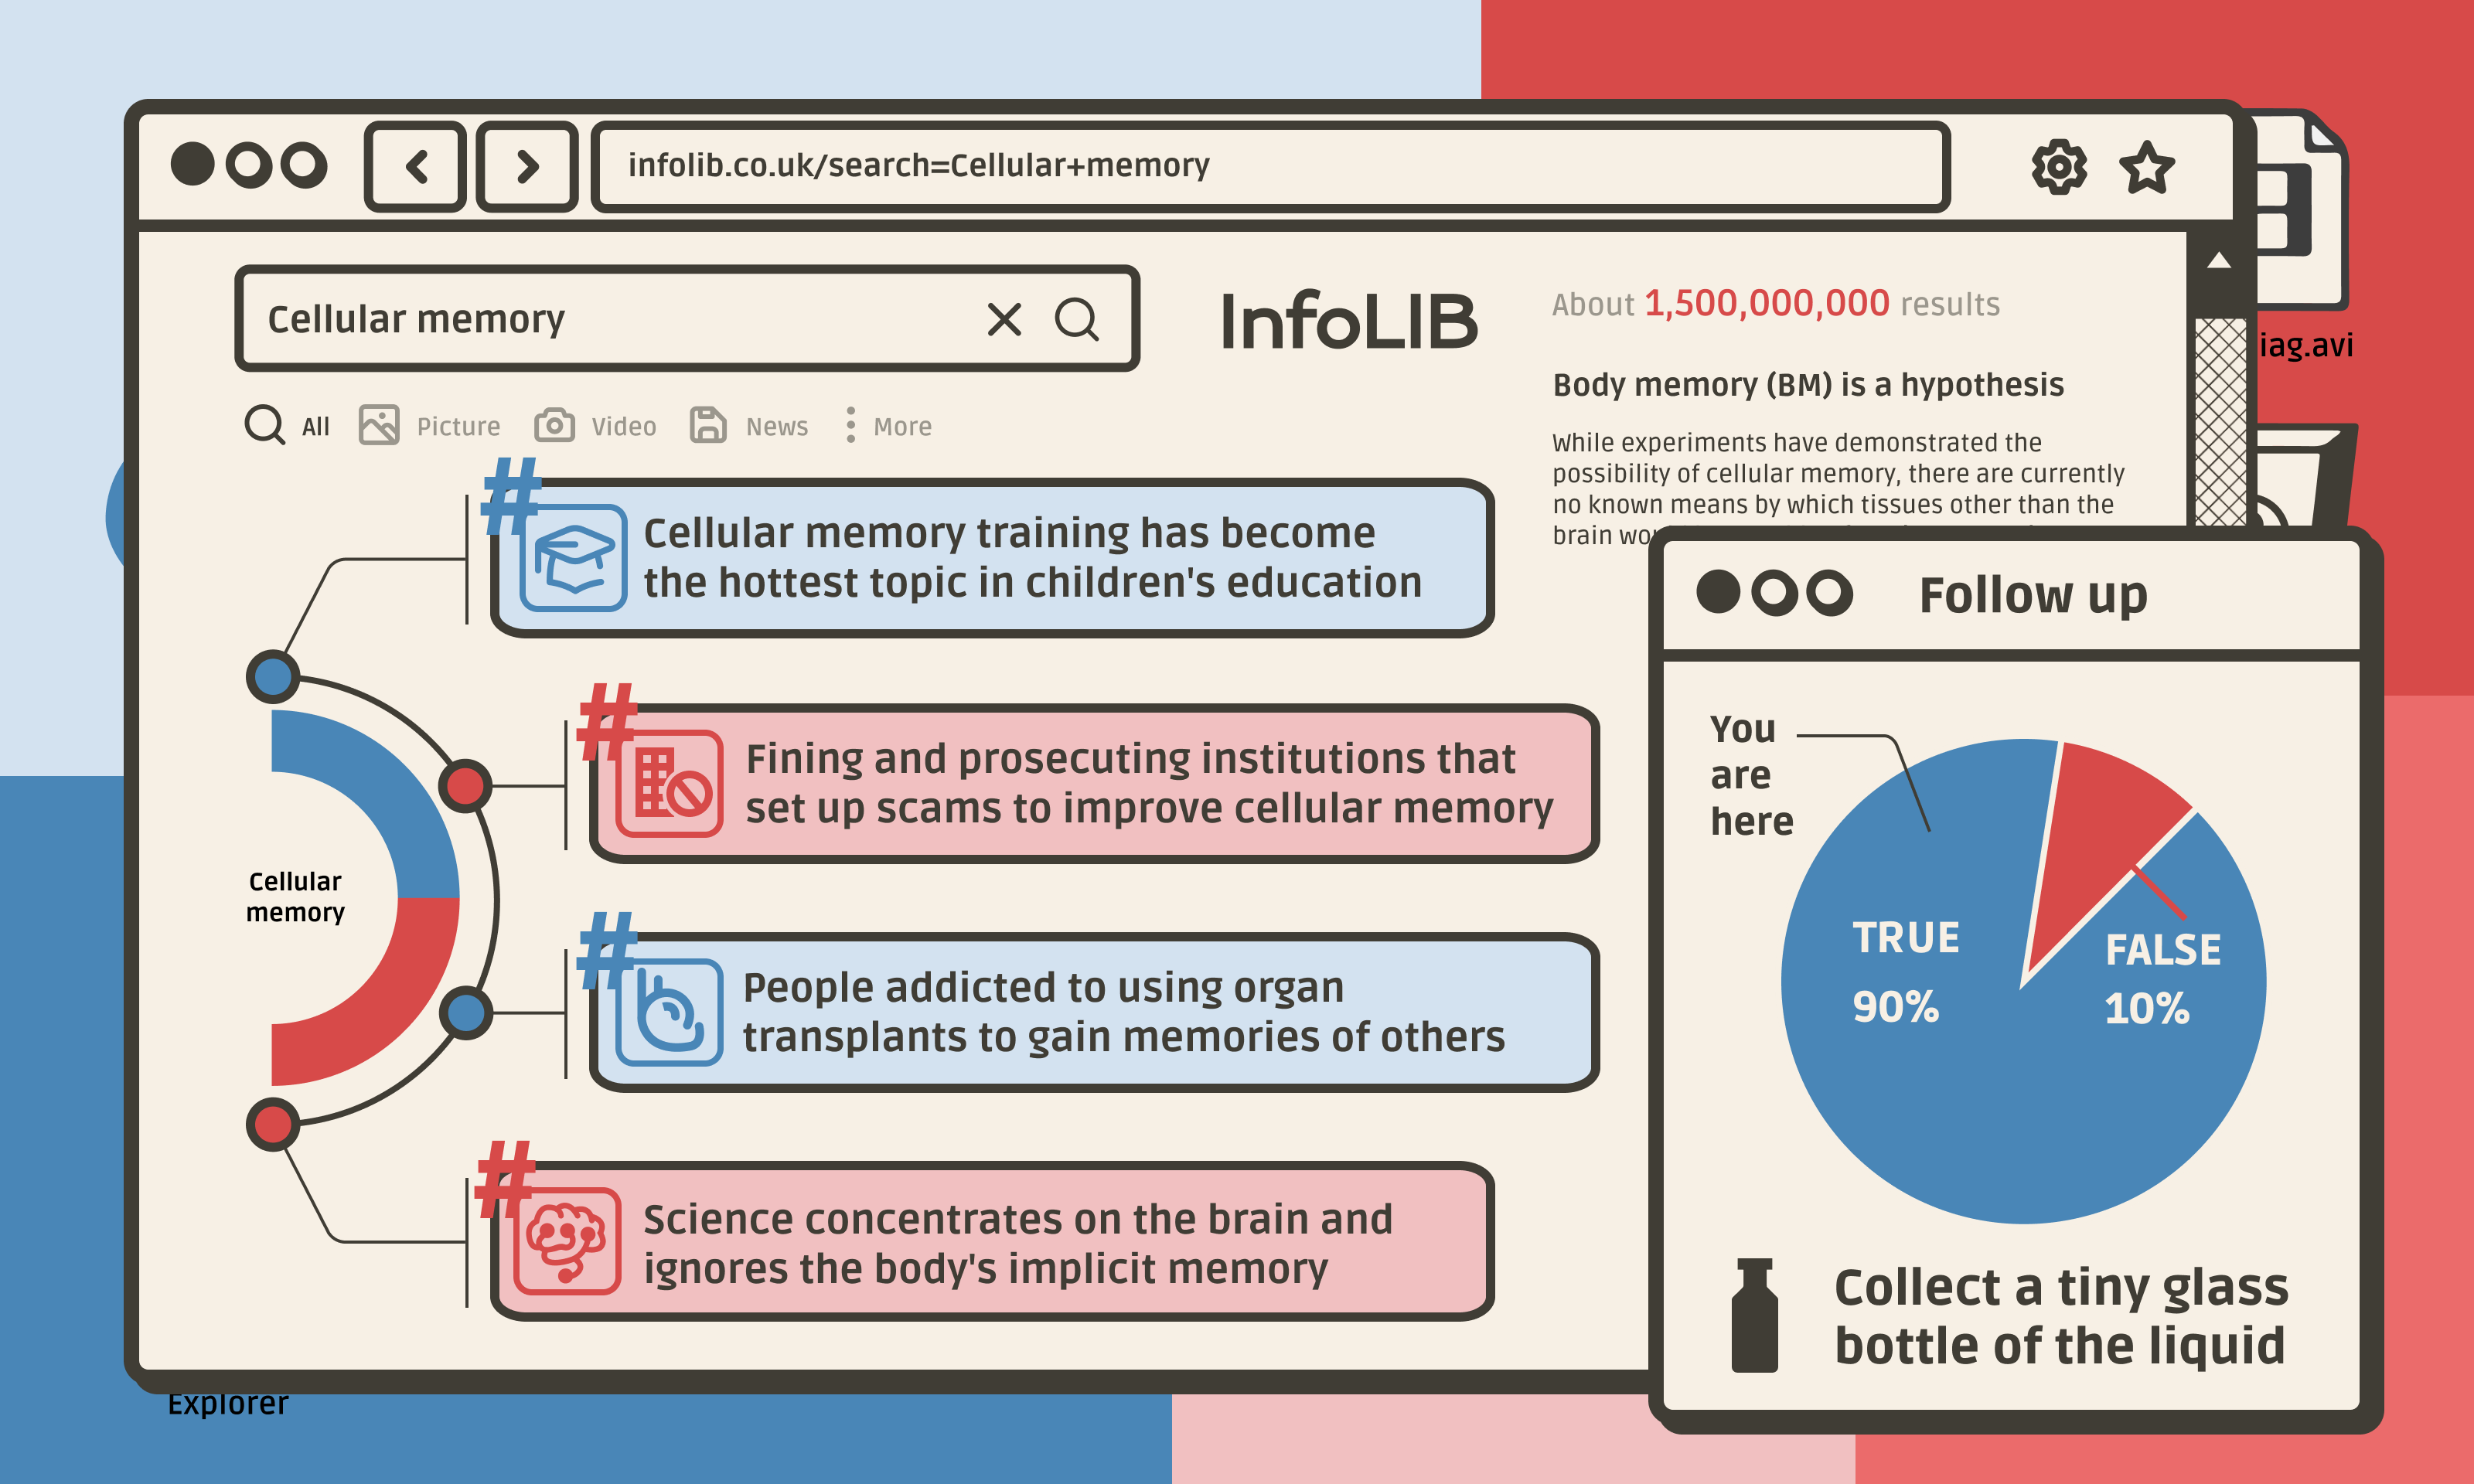 infolib.co.uk/search=Cellular+memory
Cellular memory
InfoLIB
About 1,500,000,000 results
All Picture Video News More
Body memory (BM) is a hypothesis
While experiments have demonstrated the
possibility of cellular memory, there are currently
no known means by which tissues other than the
brain
iag.avi
#
Cellular memory training has become
the hottest topic in children's education
#
Fining and prosecuting institutions that
set up scams to improve cellular memory
Cellular
memory
#
People addicted to using organ
transplants to gain memories of others
#
Science concentrates on the brain and
ignores the body's implicit memory
Explorer
Follow up
You
are
here
TRUE
90%
FALSE
10%
Collect a tiny glass
bottle of the liquid